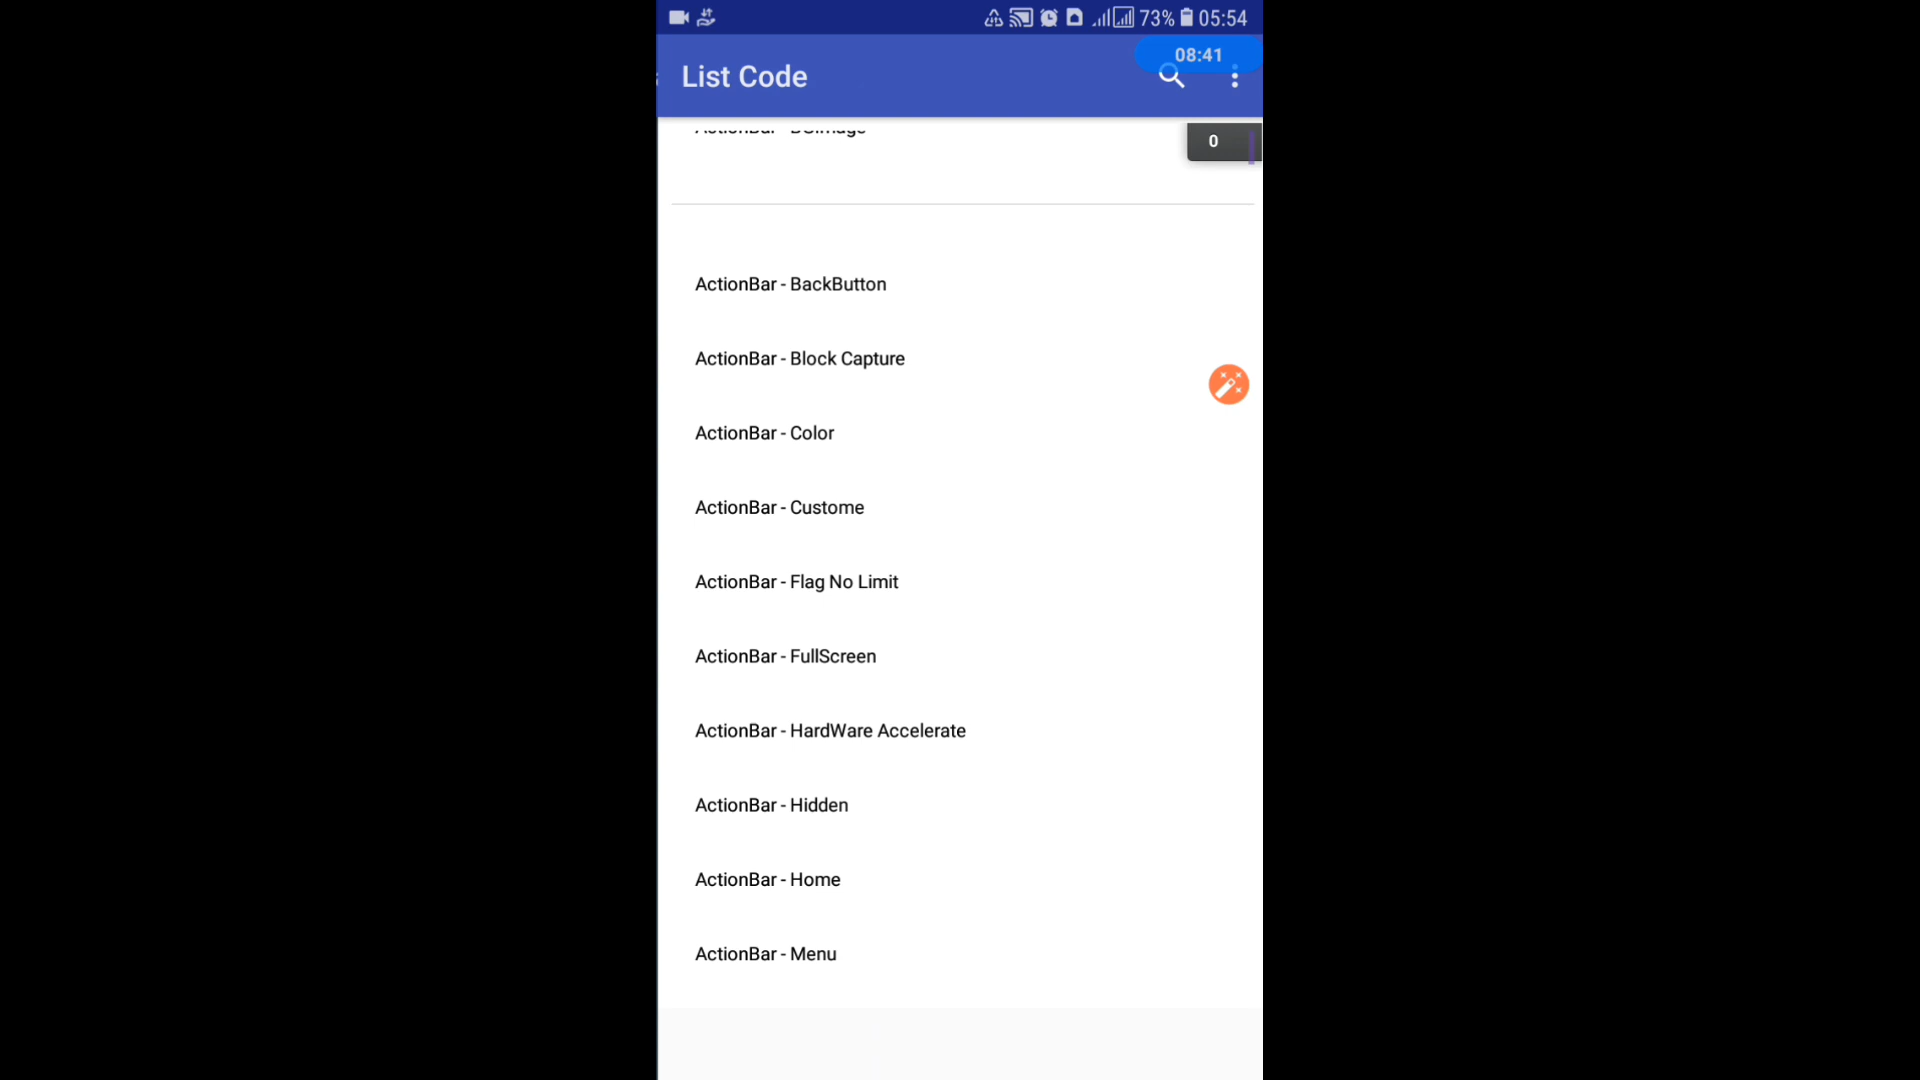 73% 05:54
08:41
List Code
0
ActionBar - BackButton
ActionBar - Block Capture
ActionBar - Color
ActionBar - Custome
ActionBar - Flag No Limit
ActionBar - FullScreen
ActionBar - HardWare Accelerate
ActionBar - Hidden
ActionBar - Home
ActionBar - Menu